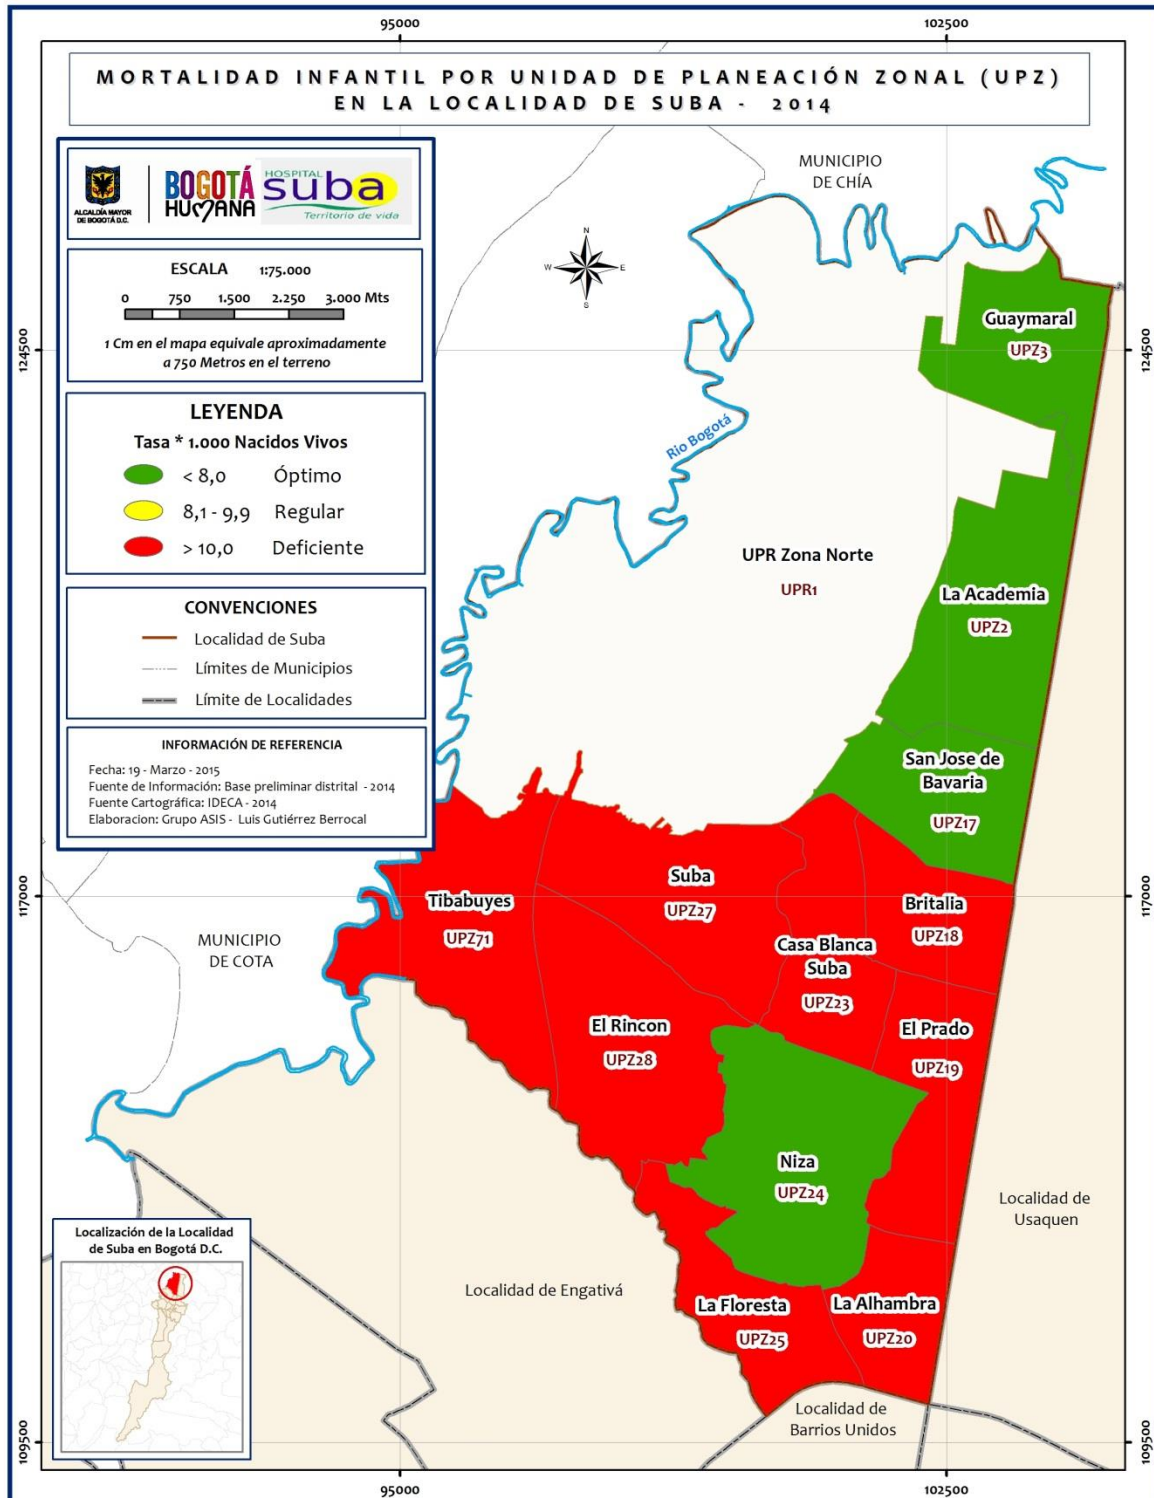 95000
102500
MORTALIDAD INFANTIL POR UNIDAD DE PLANEACIÓN ZONAL (UPZ)
EN LA LOCALIDAD DE SUBA - 2014
ALCALDÍA MAYOR
DE BOGOTÁ D.C.
BOGOTÁ
HUMANA
HOSPITAL
suba
Territorio de vida
ESCALA 1:75.000
0 750 1.500 2.250 3.000 Mts
1 Cm en el mapa equivale aproximadamente
a 750 Metros en el terreno
LEYENDA
Tasa * 1.000 Nacidos Vivos
< 8,0 Óptimo
8,1 - 9,9 Regular
> 10,0 Deficiente
CONVENCIONES
Localidad de Suba
Límites de Municipios
Límite de Localidades
INFORMACIÓN DE REFERENCIA
Fecha: 19 - Marzo - 2015
Fuente de Información: Base preliminar distrital - 2014
Fuente Cartográfica: IDECA - 2014
Elaboracion: Grupo ASIS - Luis Gutiérrez Berrocal
N
W E
S
MUNICIPIO
DE CHÍA
Guaymaral
UPZ3
124500
124500
Rio Bogotá
UPR Zona Norte
UPR1
La Academia
UPZ2
San Jose de
Bavaria
UPZ17
117000
117000
Tibabuyes
UPZ71
Suba
UPZ27
Britalia
UPZ18
MUNICIPIO
DE COTA
Casa Blanca
Suba
UPZ23
El Rincon
UPZ28
El Prado
UPZ19
Niza
UPZ24
Localidad de
Usaquen
Localización de la Localidad
de Suba en Bogotá D.C.
Localidad de Engativá
La Floresta
UPZ25
La Alhambra
UPZ20
Localidad de
Barrios Unidos
109500
109500
95000
102500